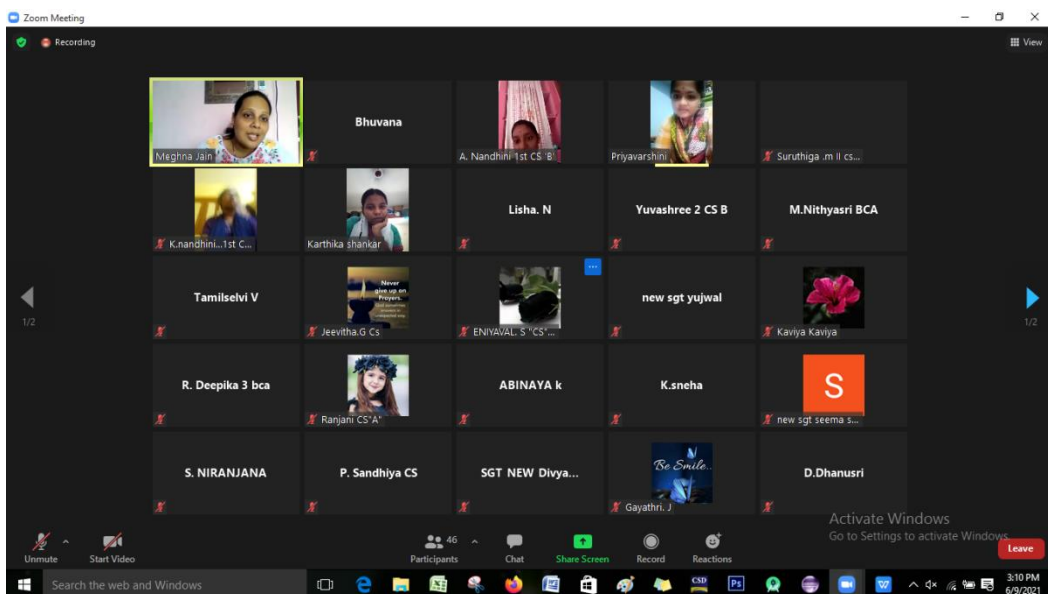 Zoom Meeting
Recording
View
Meghna Jain
Bhuvana
A. Nandhini 1st CS 'B'
Priyavarshini
Suruthiga .m II cs...
K.nandhini...1st C...
Karthika shankar
Lisha. N
Yuvashree 2 CS B
M.Nithyasri BCA
1/2
Tamilselvi V
Never
give up on
Prayers.
Jeevitha.G Cs
ENIYAVAL. S "CS"...
new sgt yujwal
Kaviya Kaviya
1/2
R. Deepika 3 bca
Ranjani CS"A"
ABINAYA k
K.sneha
S
new sgt seema s...
S. NIRANJANA
P. Sandhiya CS
SGT NEW Divya...
Be Smile..
Gayathri. J
D.Dhanusri
Activate Windows
Go to Settings to activate Windows.
Unmute
Start Video
46
Participants
Chat
Share Screen
Record
Reactions
Leave
Search the web and Windows
CSD
Ps
3:10 PM
6/9/2021